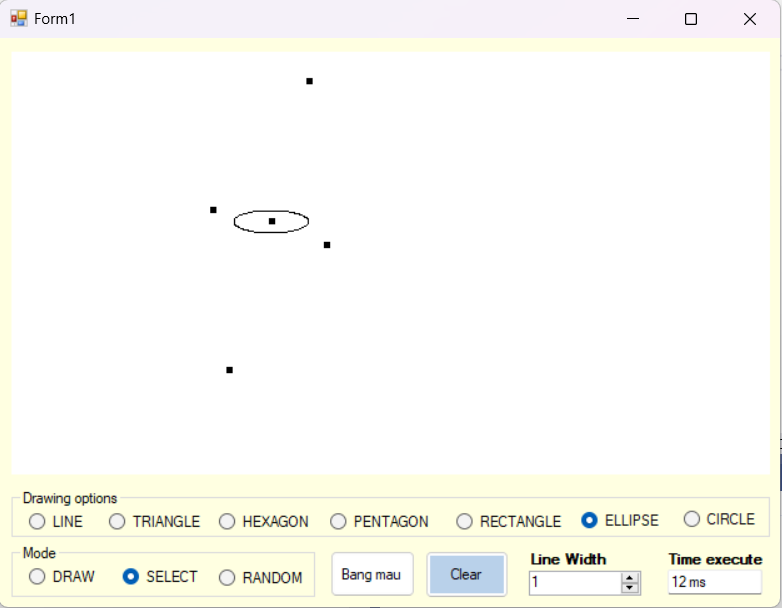 Form1
Drawing options
LINE TRIANGLE HEXAGON PENTAGON RECTANGLE ELLIPSE CIRCLE
Mode
DRAW SELECT RANDOM
Bang mau
Clear
Line Width
1
Time execute
12 ms